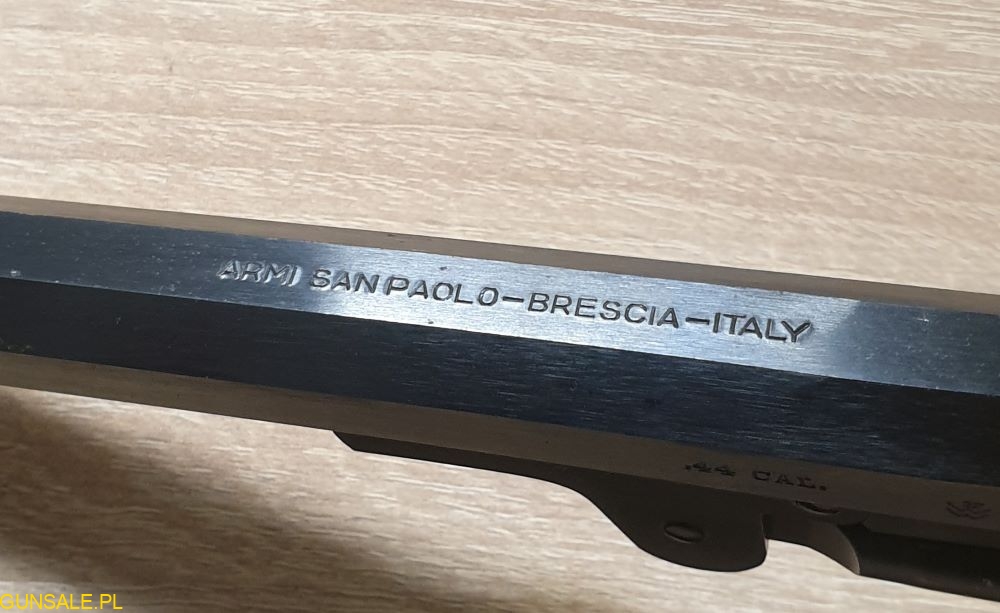 ARMI SAN PAOLO–BRESCIA–ITALY
.44 CAL.
GUNSALE.PL